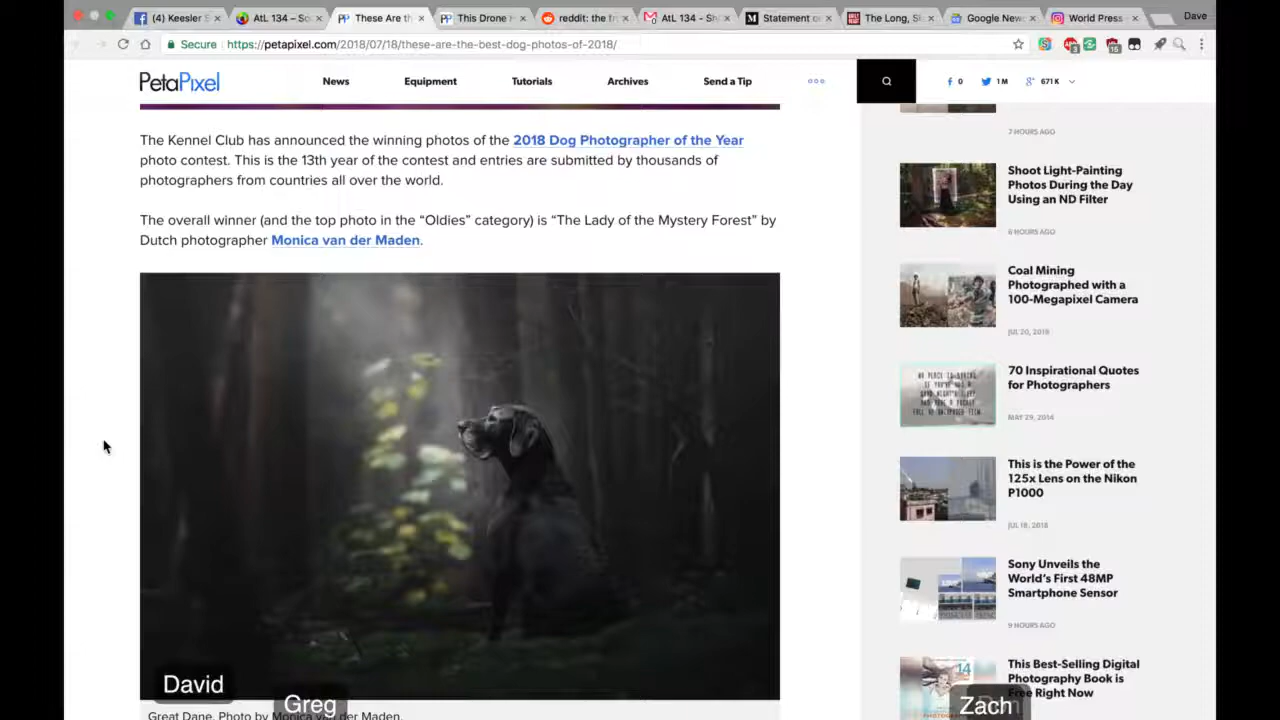 (4) Keesler S
AtL 134 – Sc
These Are th
This Drone
reddit: the fr
AtL 134 – Sh
Statement o
The Long, S
Google New
World Press
Dave
Secure https://petapixel.com/2018/07/18/these-are-the-best-dog-photos-of-2018/
PetaPixel
News
Equipment
Tutorials
Archives
Send a Tip
0
1 M
671 K
The Kennel Club has announced the winning photos of the 2018 Dog Photographer of the Year
photo contest. This is the 13th year of the contest and entries are submitted by thousands of
photographers from countries all over the world.
The overall winner (and the top photo in the “Oldies” category) is “The Lady of the Mystery Forest” by
Dutch photographer Monica van der Maden.
David
Greg
Great Dane. Photo by Monica van der Maden.
7 HOURS AGO
Shoot Light-Painting
Photos During the Day
Using an ND Filter
6 HOURS AGO
Coal Mining
Photographed with a
100-Megapixel Camera
JUL 20, 2018
70 Inspirational Quotes
for Photographers
MAY 29, 2014
This is the Power of the
125x Lens on the Nikon
P1000
JUL 18, 2018
Sony Unveils the
World’s First 48MP
Smartphone Sensor
9 HOURS AGO
This Best-Selling Digital
Photography Book is
Free Right Now
Zach